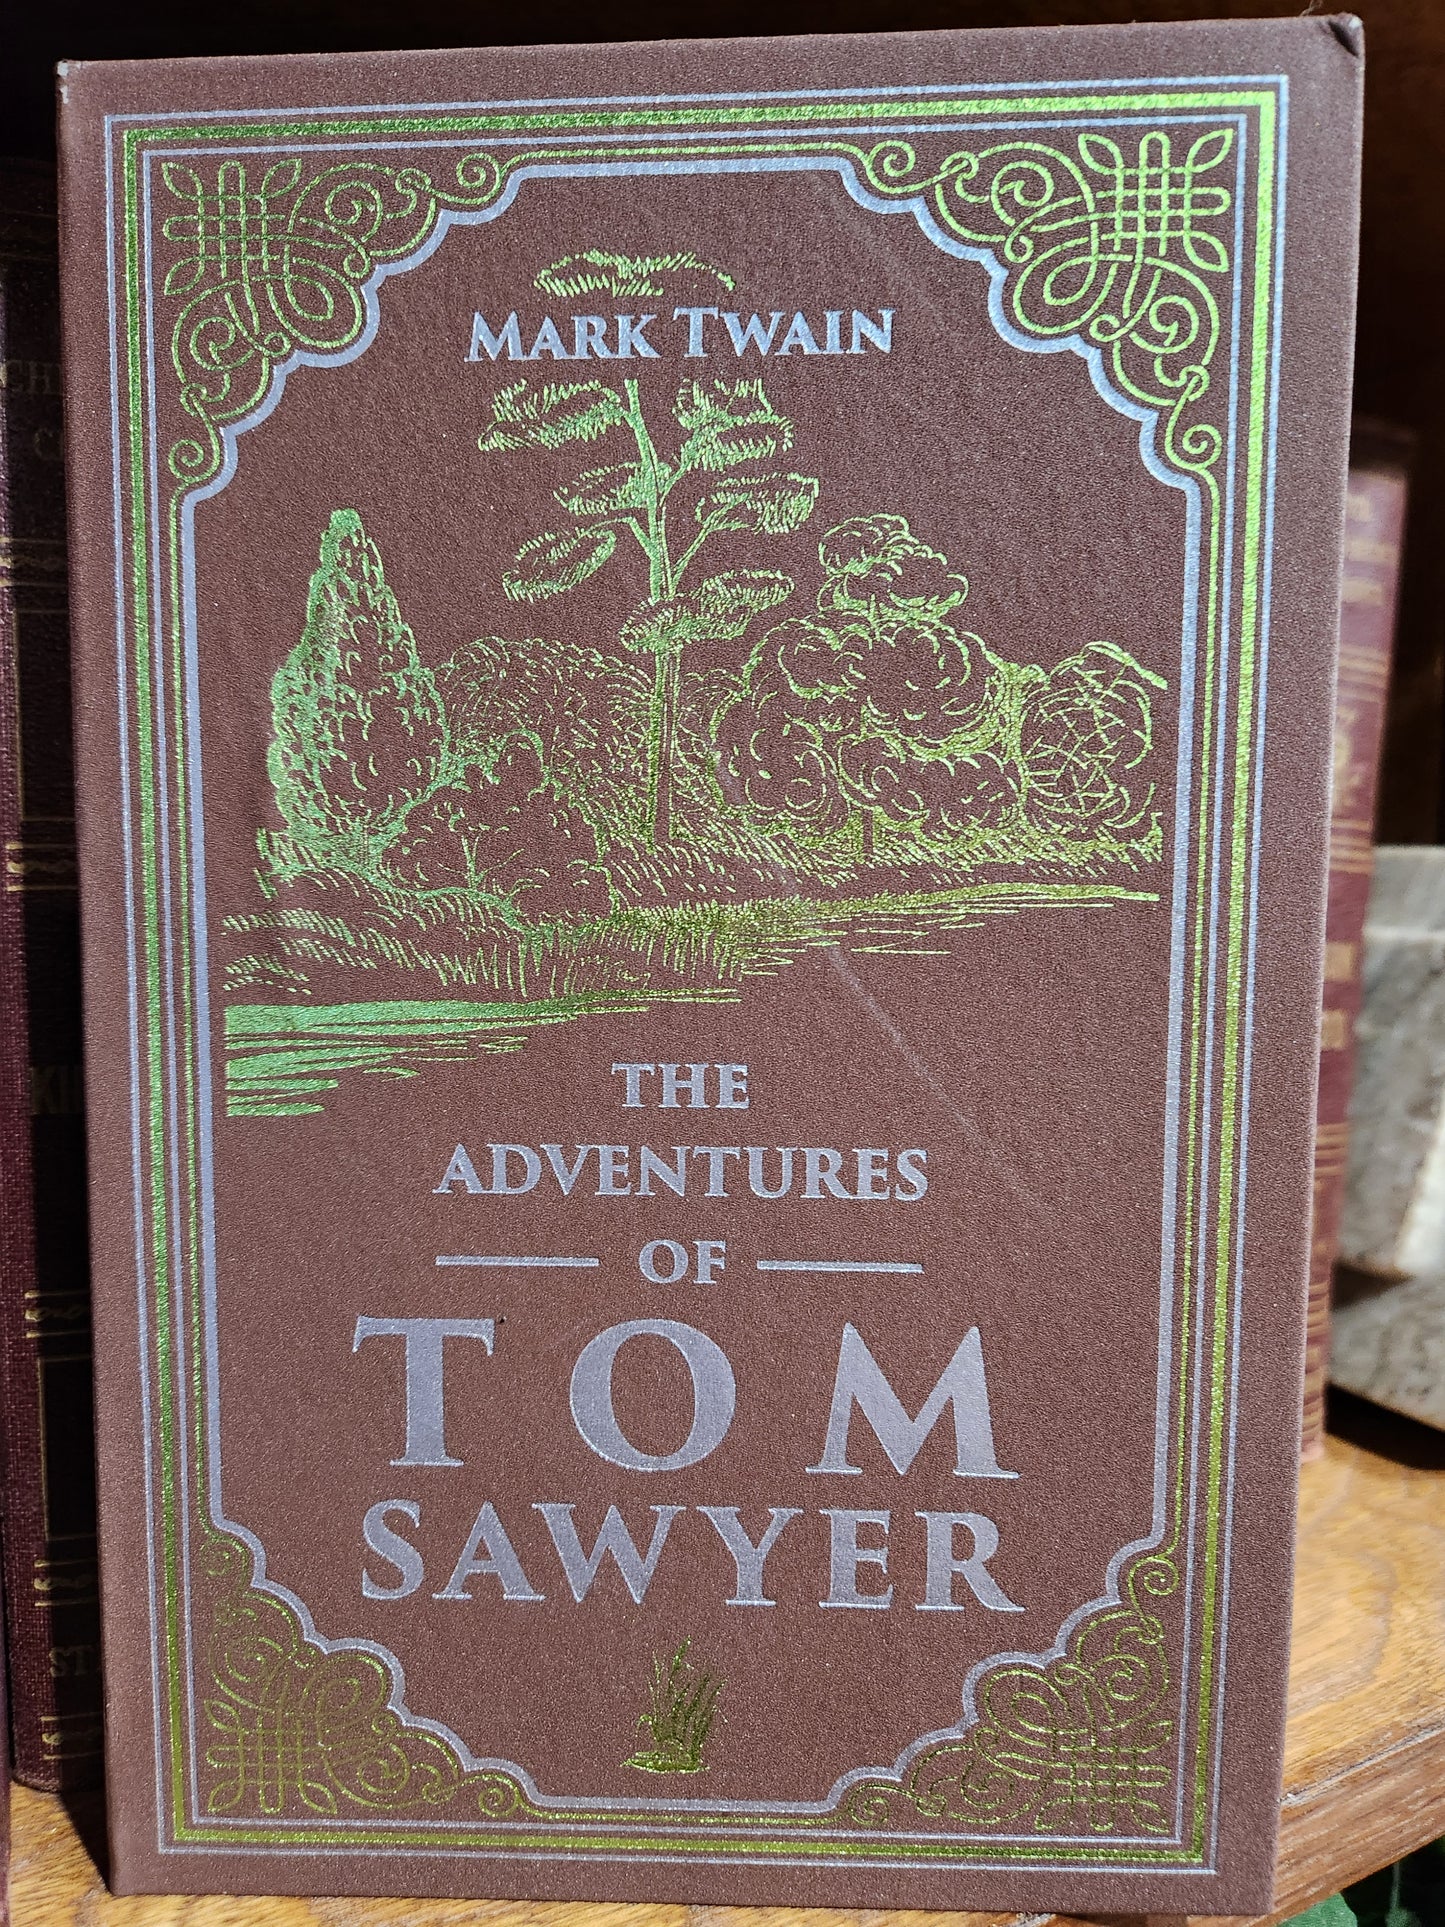 MARK TWAIN
THE
ADVENTURES
OF
TOM
SAWYER